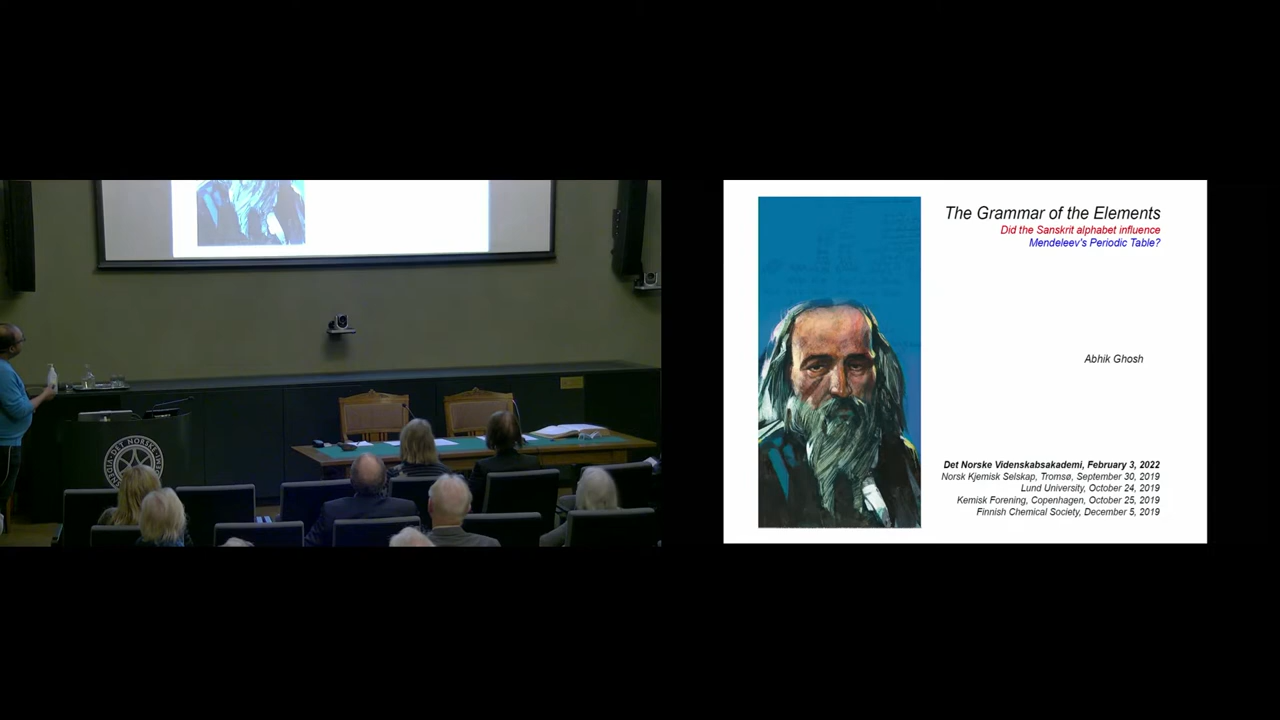 The Grammar of the Elements
Did the Sanskrit alphabet influence
Mendeleev's Periodic Table?
Abhik Ghosh
Det Norske Videnskabsakademi, February 3, 2022
Norsk Kjemisk Selskap, Tromsø, September 30, 2019
Lund University, October 24, 2019
Kemisk Forening, Copenhagen, October 25, 2019
Finnish Chemical Society, December 5, 2019